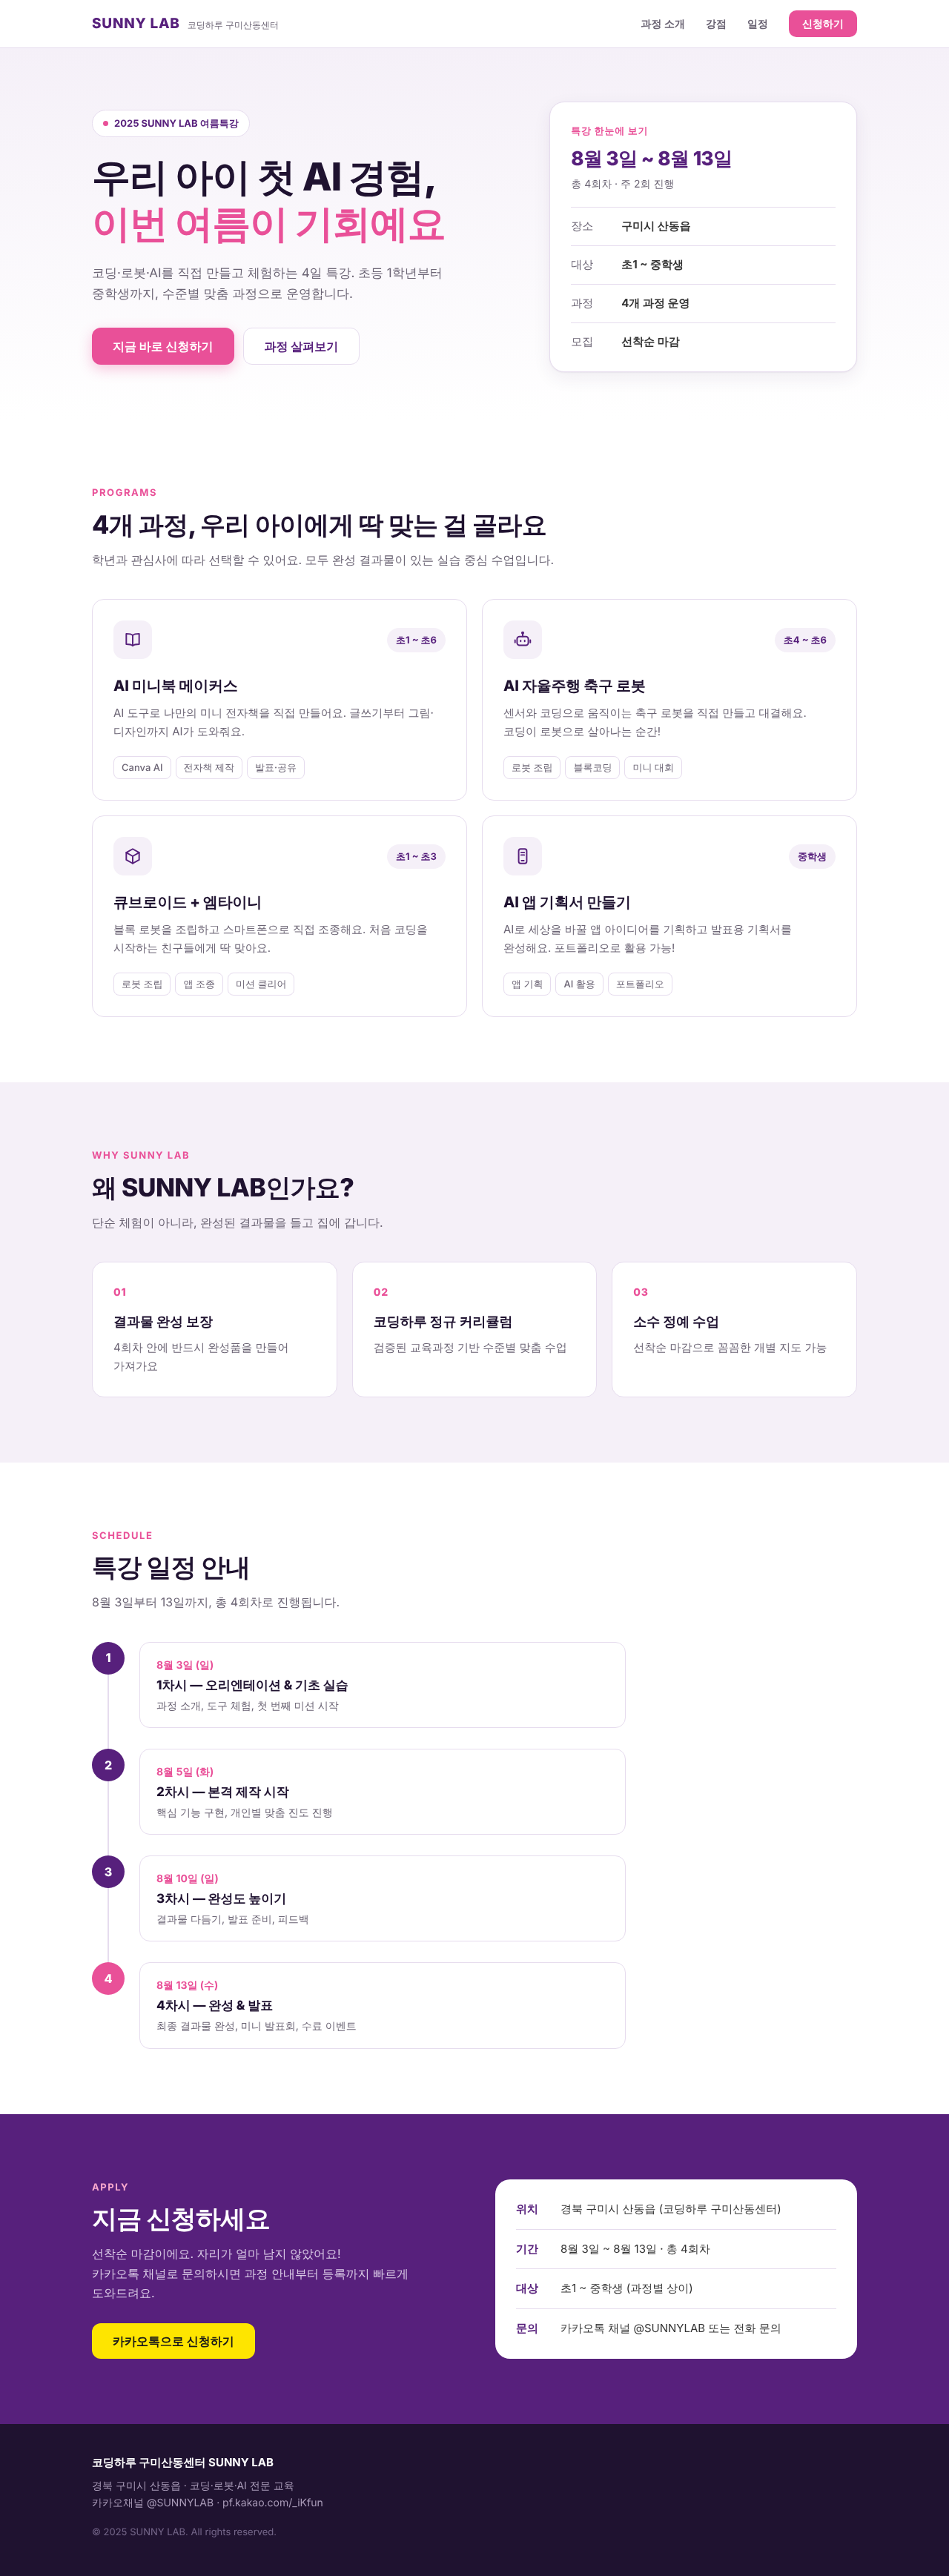 SUNNY LAB 코딩하루 구미산동센터
과정 소개 강점 일정 신청하기
2025 SUNNY LAB 여름특강
우리 아이 첫 AI 경험,
이번 여름이 기회예요
코딩·로봇·AI를 직접 만들고 체험하는 4일 특강. 초등 1학년부터
중학생까지, 수준별 맞춤 과정으로 운영합니다.
지금 바로 신청하기 과정 살펴보기
특강 한눈에 보기
8월 3일 ~ 8월 13일
총 4회차 · 주 2회 진행
장소 구미시 산동읍
대상 초1 ~ 중학생
과정 4개 과정 운영
모집 선착순 마감
PROGRAMS
4개 과정, 우리 아이에게 딱 맞는 걸 골라요
학년과 관심사에 따라 선택할 수 있어요. 모두 완성 결과물이 있는 실습 중심 수업입니다.
초1 ~ 초6
AI 미니북 메이커스
AI 도구로 나만의 미니 전자책을 직접 만들어요. 글쓰기부터 그림·
디자인까지 AI가 도와줘요.
Canva AI 전자책 제작 발표·공유
초4 ~ 초6
AI 자율주행 축구 로봇
센서와 코딩으로 움직이는 축구 로봇을 직접 만들고 대결해요.
코딩이 로봇으로 살아나는 순간!
로봇 조립 블록코딩 미니 대회
초1 ~ 초3
큐브로이드 + 엠타이니
블록 로봇을 조립하고 스마트폰으로 직접 조종해요. 처음 코딩을
시작하는 친구들에게 딱 맞아요.
로봇 조립 앱 조종 미션 클리어
중학생
AI 앱 기획서 만들기
AI로 세상을 바꿀 앱 아이디어를 기획하고 발표용 기획서를
완성해요. 포트폴리오로 활용 가능!
앱 기획 AI 활용 포트폴리오
WHY SUNNY LAB
왜 SUNNY LAB인가요?
단순 체험이 아니라, 완성된 결과물을 들고 집에 갑니다.
01
결과물 완성 보장
4회차 안에 반드시 완성품을 만들어
가져가요
02
코딩하루 정규 커리큘럼
검증된 교육과정 기반 수준별 맞춤 수업
03
소수 정예 수업
선착순 마감으로 꼼꼼한 개별 지도 가능
SCHEDULE
특강 일정 안내
8월 3일부터 13일까지, 총 4회차로 진행됩니다.
1
8월 3일 (일)
1차시 — 오리엔테이션 & 기초 실습
과정 소개, 도구 체험, 첫 번째 미션 시작
2
8월 5일 (화)
2차시 — 본격 제작 시작
핵심 기능 구현, 개인별 맞춤 진도 진행
3
8월 10일 (일)
3차시 — 완성도 높이기
결과물 다듬기, 발표 준비, 피드백
4
8월 13일 (수)
4차시 — 완성 & 발표
최종 결과물 완성, 미니 발표회, 수료 이벤트
APPLY
지금 신청하세요
선착순 마감이에요. 자리가 얼마 남지 않았어요!
카카오톡 채널로 문의하시면 과정 안내부터 등록까지 빠르게
도와드려요.
카카오톡으로 신청하기
위치 경북 구미시 산동읍 (코딩하루 구미산동센터)
기간 8월 3일 ~ 8월 13일 · 총 4회차
대상 초1 ~ 중학생 (과정별 상이)
문의 카카오톡 채널 @SUNNYLAB 또는 전화 문의
코딩하루 구미산동센터 SUNNY LAB
경북 구미시 산동읍 · 코딩·로봇·AI 전문 교육
카카오채널 @SUNNYLAB · pf.kakao.com/_iKfun
© 2025 SUNNY LAB. All rights reserved.